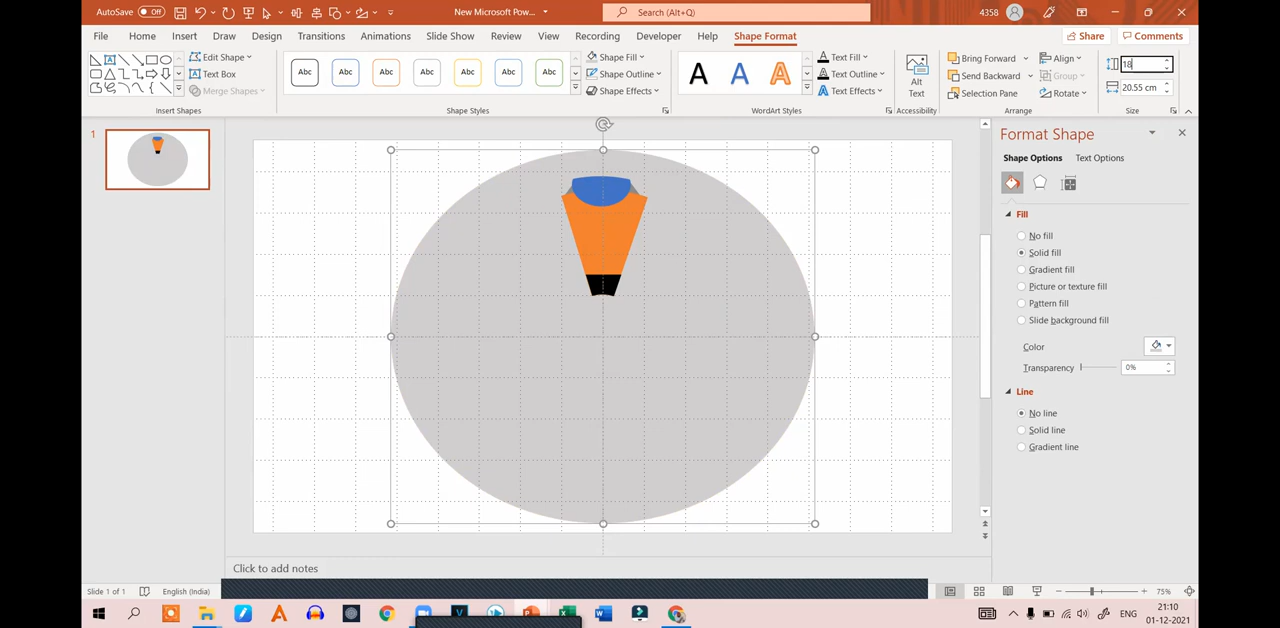 AutoSave Off New Microsoft Pow... Search (Alt+Q) 4358
File Home Insert Draw Design Transitions Animations Slide Show Review View Recording Developer Help Shape Format Share Comments
Edit Shape
Text Box
Merge Shapes
Insert Shapes
Abc Abc Abc Abc Abc Abc Abc
Shape Fill
Shape Outline
Shape Effects
Shape Styles
A A A
Text Fill
Text Outline
Text Effects
WordArt Styles
Alt
Text
Accessibility
Bring Forward
Send Backward
Selection Pane
Align
Group
Rotate
Arrange
18
20.55 cm
Size
1
Format Shape
Shape Options Text Options
Fill
No fill
Solid fill
Gradient fill
Picture or texture fill
Pattern fill
Slide background fill
Color
Transparency 0%
Line
No line
Solid line
Gradient line
Click to add notes
Slide 1 of 1 English (India) 75%
ENG
21:10
01-12-2021